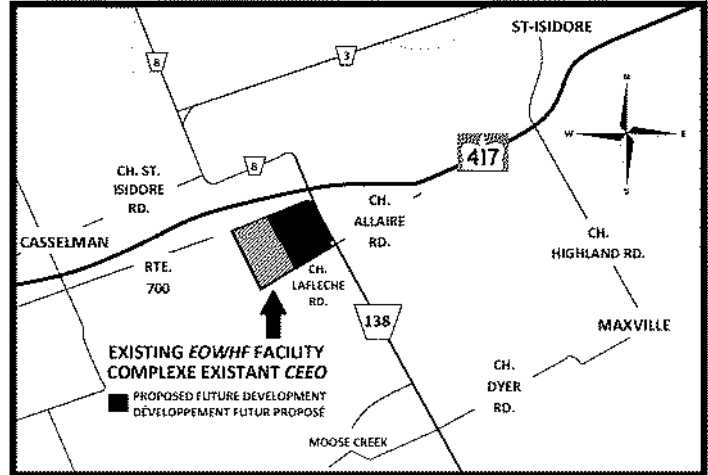 ST-ISIDORE
8
3
N
W
E
S
417
8
CH. ST.
ISIDORE
RD.
CH.
ALLAIRE
RD.
CH.
HIGHLAND RD.
CASSELMAN
RTE.
700
CH.
LAFLECHE
RD.
138
MAXVILLE
EXISTING EOWHF FACILITY
COMPLEXE EXISTANT CEEO
PROPOSED FUTURE DEVELOPMENT
DÉVELOPPEMENT FUTUR PROPOSÉ
CH.
DYER
RD.
MOOSE CREEK